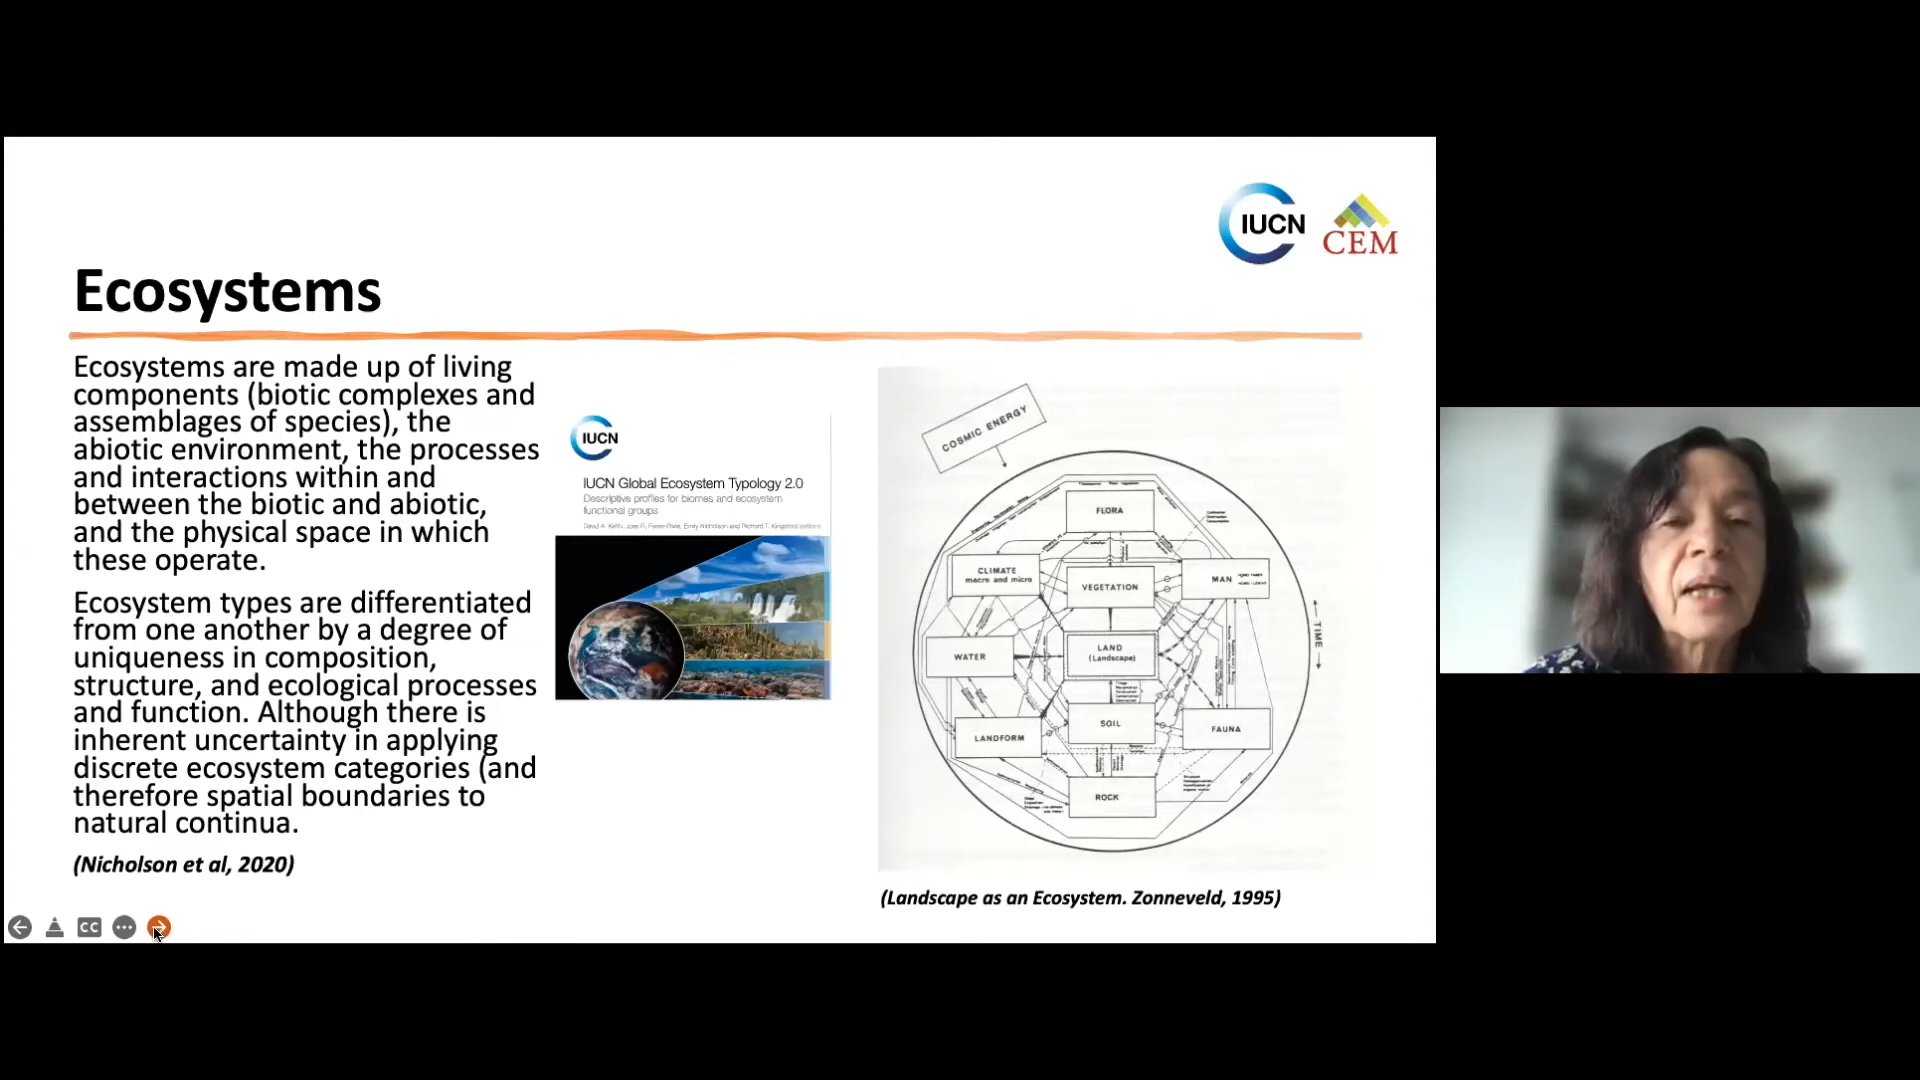 IUCN
CEM
Ecosystems
Ecosystems are made up of living
components (biotic complexes and
assemblages of species), the
abiotic environment, the processes
and interactions within and
between the biotic and abiotic,
and the physical space in which
these operate.
Ecosystem types are differentiated
from one another by a degree of
uniqueness in composition,
structure, and ecological processes
and function. Although there is
inherent uncertainty in applying
discrete ecosystem categories (and
therefore spatial boundaries to
natural continua.
(Nicholson et al, 2020)
IUCN
IUCN Global Ecosystem Typology 2.0
Descriptive profiles for biomes and ecosystem
functional groups
COSMIC ENERGY
FLORA
CLIMATE
macro and micro
VEGETATION
MAN
WATER
LAND
(Landscape)
TIME
LANDFORM
SOIL
FAUNA
ROCK
(Landscape as an Ecosystem. Zonneveld, 1995)
CC